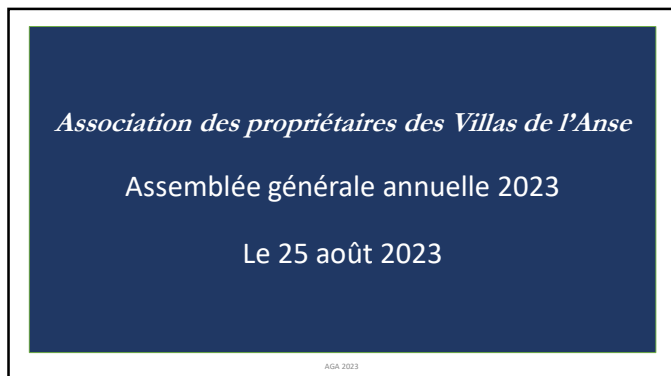 Association des propriétaires des Villas de l'Anse
Assemblée générale annuelle 2023
Le 25 août 2023
AGA 2023